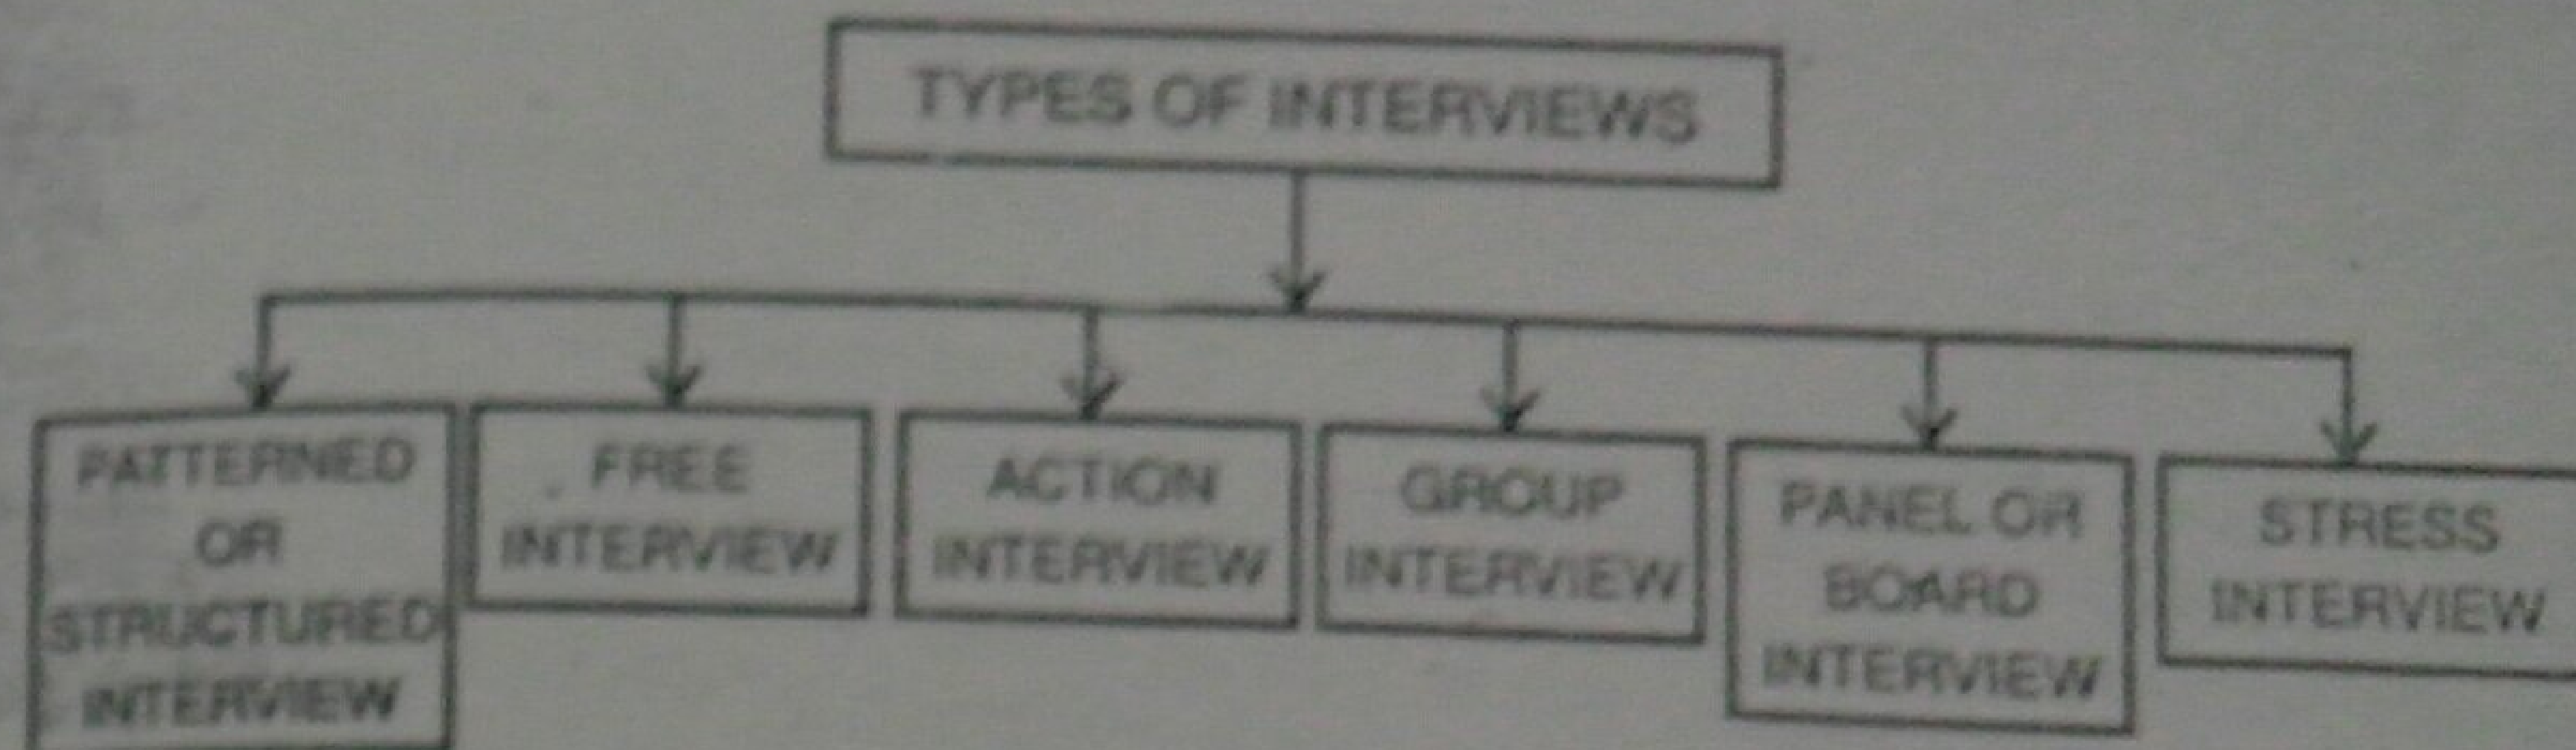 TYPES OF INTERVIEWS
PATTERNED
OR
STRUCTURED
INTERVIEW
FREE
INTERVIEW
ACTION
INTERVIEW
GROUP
INTERVIEW
PANEL OR
BOARD
INTERVIEW
STRESS
INTERVIEW